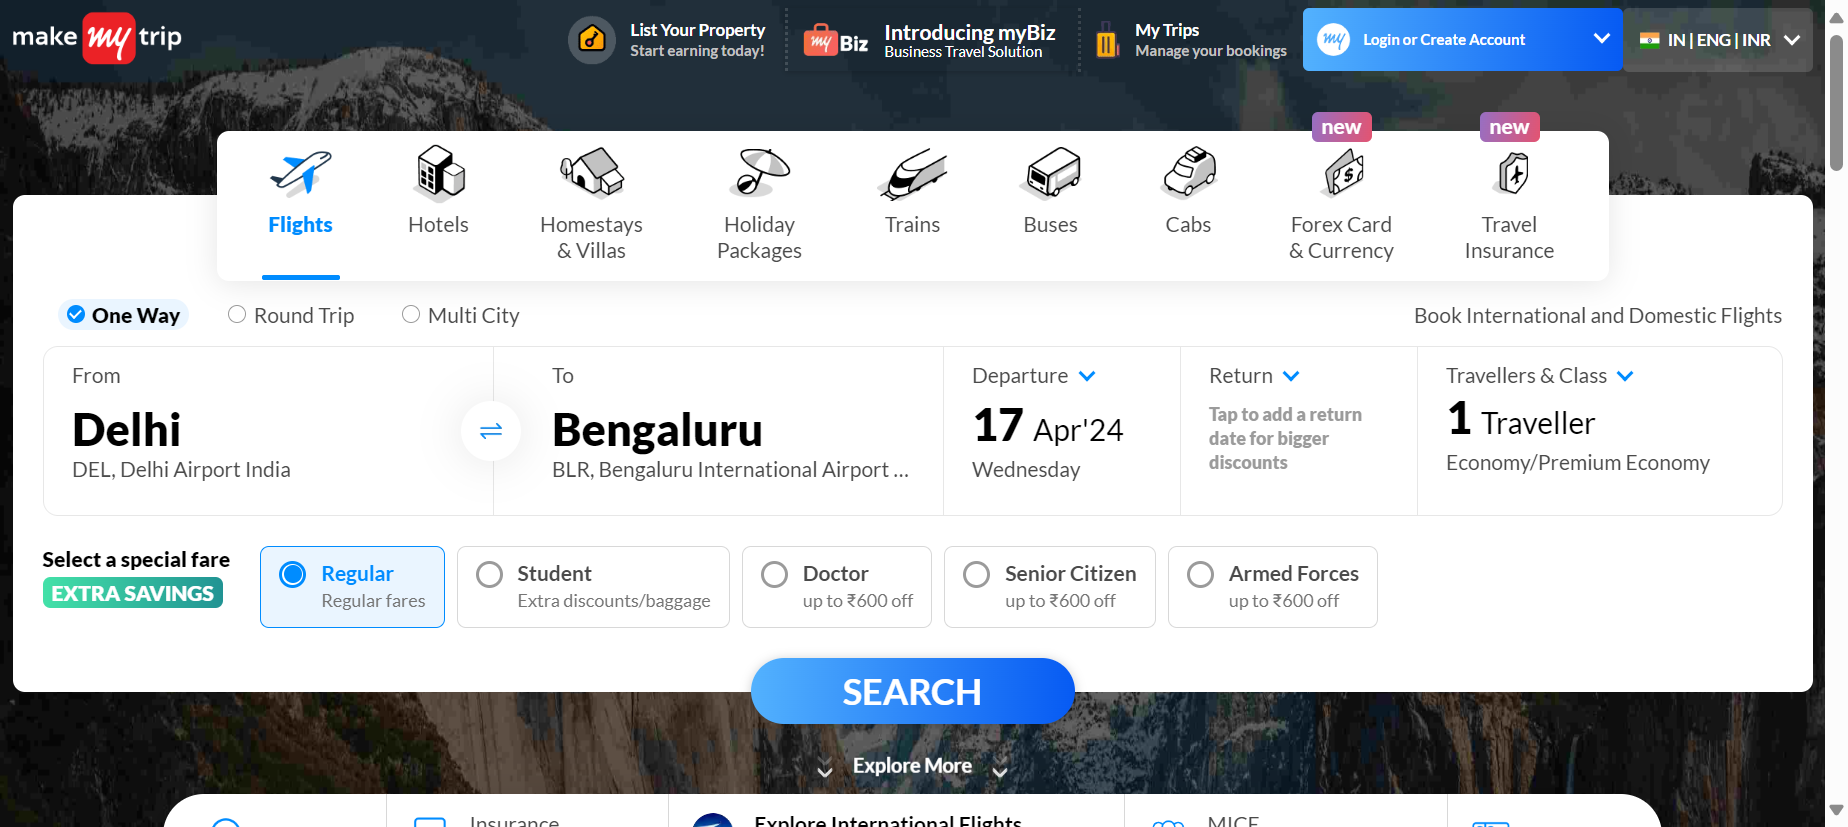 make my trip
List Your Property
Start earning today!
my Biz
Introducing myBiz
Business Travel Solution
My Trips
Manage your bookings
my
Login or Create Account
IN | ENG | INR
new
new
Flights
Hotels
Homestays
& Villas
Holiday
Packages
Trains
Buses
Cabs
Forex Card
& Currency
Travel
Insurance
One Way
Round Trip
Multi City
Book International and Domestic Flights
From
Delhi
DEL, Delhi Airport India
To
Bengaluru
BLR, Bengaluru International Airport ...
Departure
17 Apr'24
Wednesday
Return
Tap to add a return
date for bigger
discounts
Travellers & Class
1 Traveller
Economy/Premium Economy
Select a special fare
EXTRA SAVINGS
Regular
Regular fares
Student
Extra discounts/baggage
Doctor
up to ₹600 off
Senior Citizen
up to ₹600 off
Armed Forces
up to ₹600 off
SEARCH
Explore More
Insurance
Explore International Flights
MICE